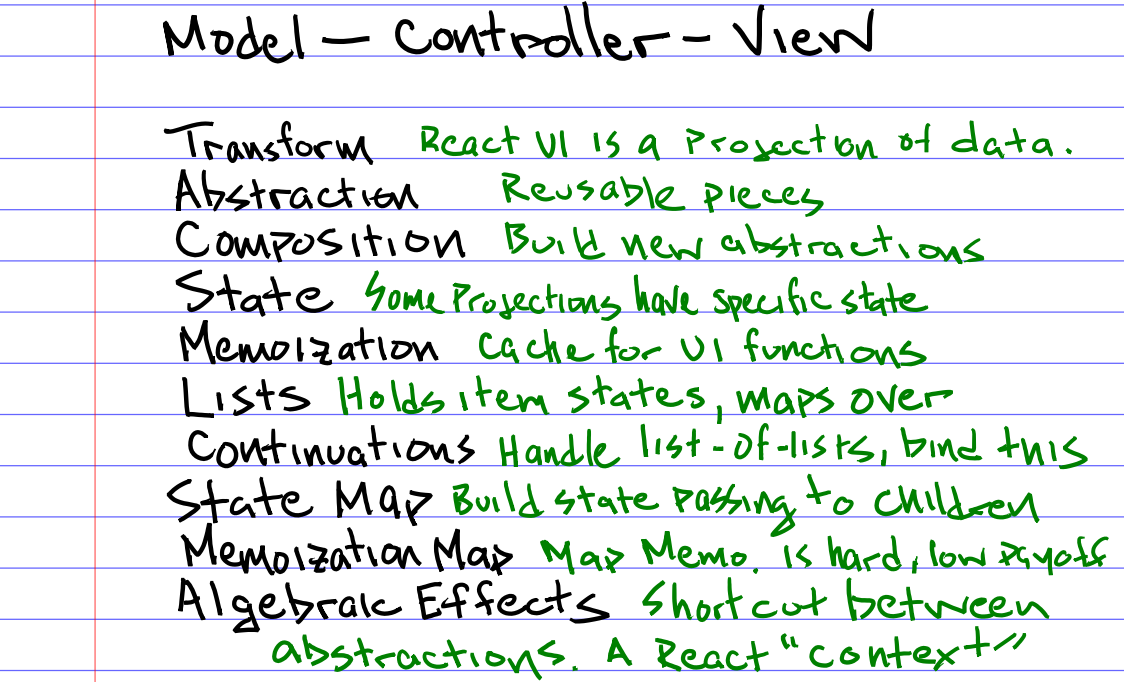 Model - Controller - View
Transform React UI is a Projection of data.
Abstraction Reusable pieces
Composition Build new abstractions
State Some Projections have specific state
Memoization Cache for UI functions
Lists Holds item states, maps over
Continuations Handle list-of-lists, bind this
State Map Build state passing to children
Memoization Map Map Memo. is hard, low payoff
Algebraic Effects Shortcut between
abstractions. A React "context"